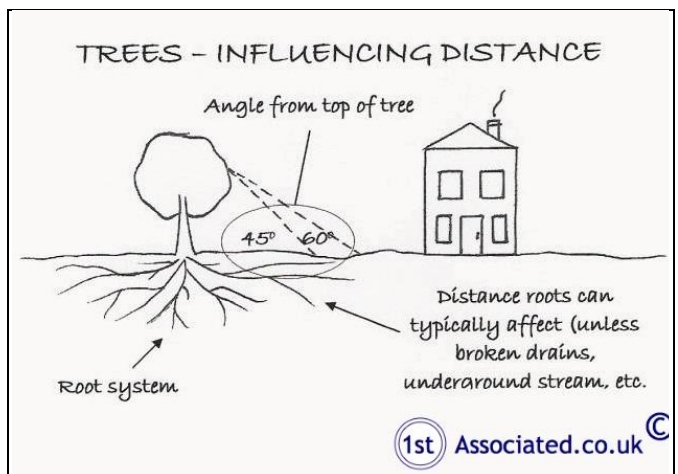 TREES – INFLUENCING DISTANCE
Angle from top of tree
45°
60°
Distance roots can
typically affect (unless
broken drains,
underaround stream, etc.
Root system
1st Associated.co.uk ©